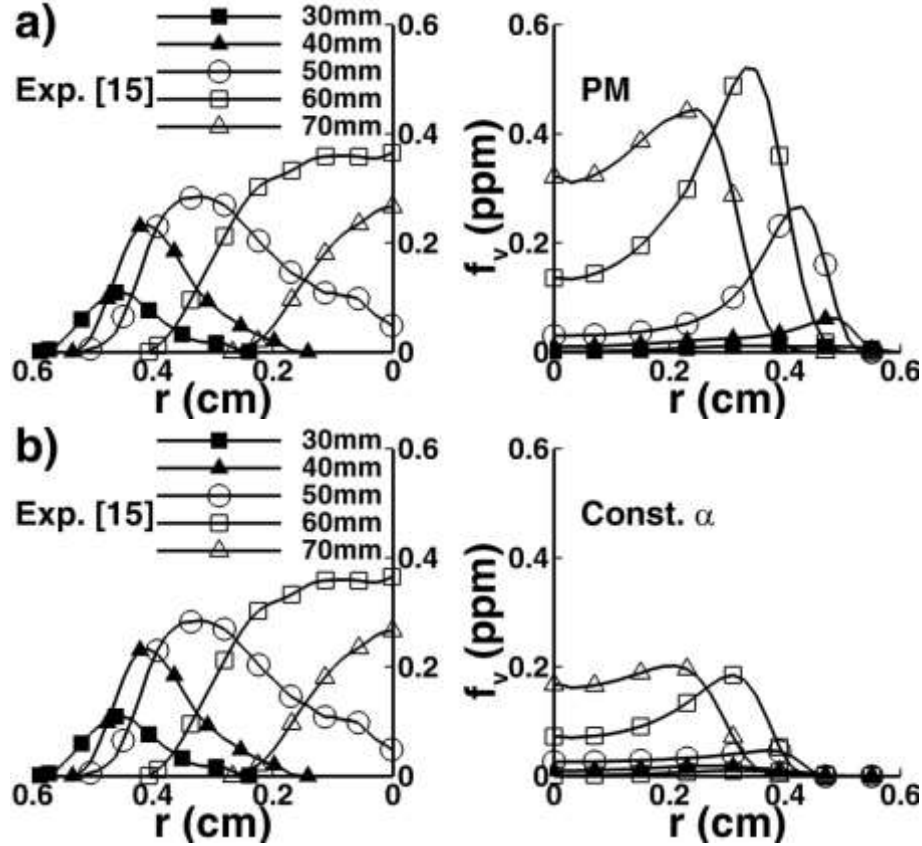 a)
30mm
40mm
50mm
60mm
70mm
Exp. [15]
0.6
0.4
0.2
0
0.6 0.4 0.2 0
r (cm)
PM
f_v (ppm)
0.6
0.4
0.2
0
0 0.2 0.4 0.6
r (cm)
b)
30mm
40mm
50mm
60mm
70mm
Exp. [15]
0.6
0.4
0.2
0
0.6 0.4 0.2 0
r (cm)
Const. α
f_v (ppm)
0.6
0.4
0.2
0
0 0.2 0.4 0.6
r (cm)